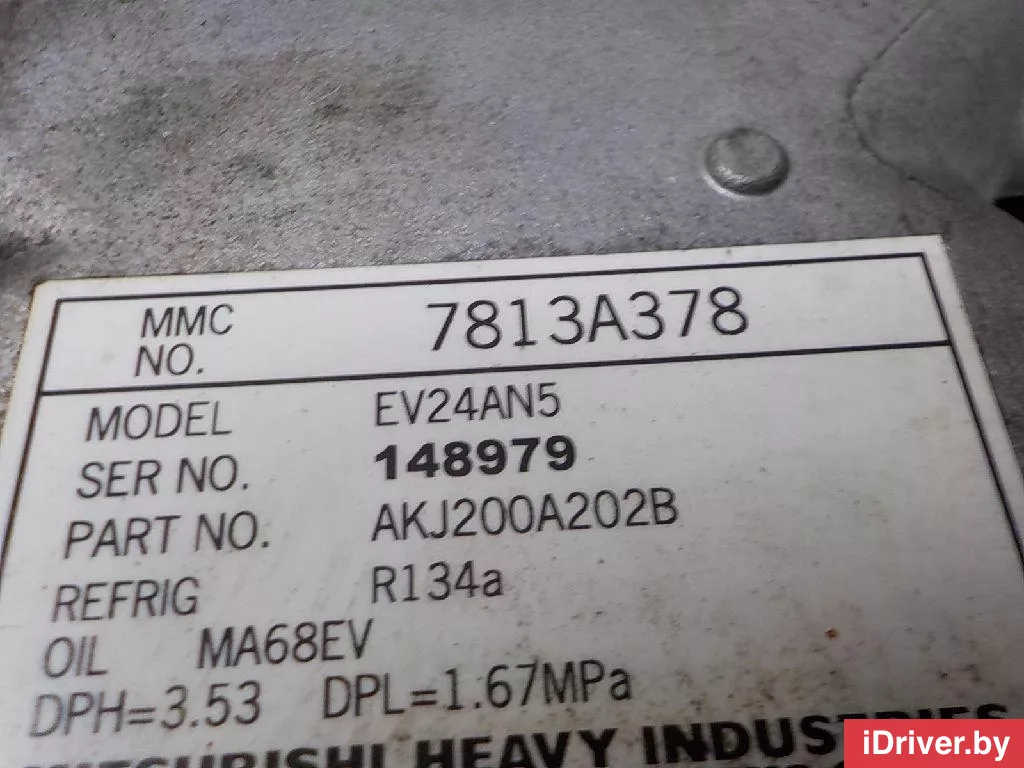 MMC NO. 7813A378
MODEL EV24AN5
SER NO. 148979
PART NO. AKJ200A202B
REFRIG R134a
OIL MA68EV
DPH=3.53 DPL=1.67MPa
MITSUBISHI HEAVY INDUSTRIES
iDriver.by